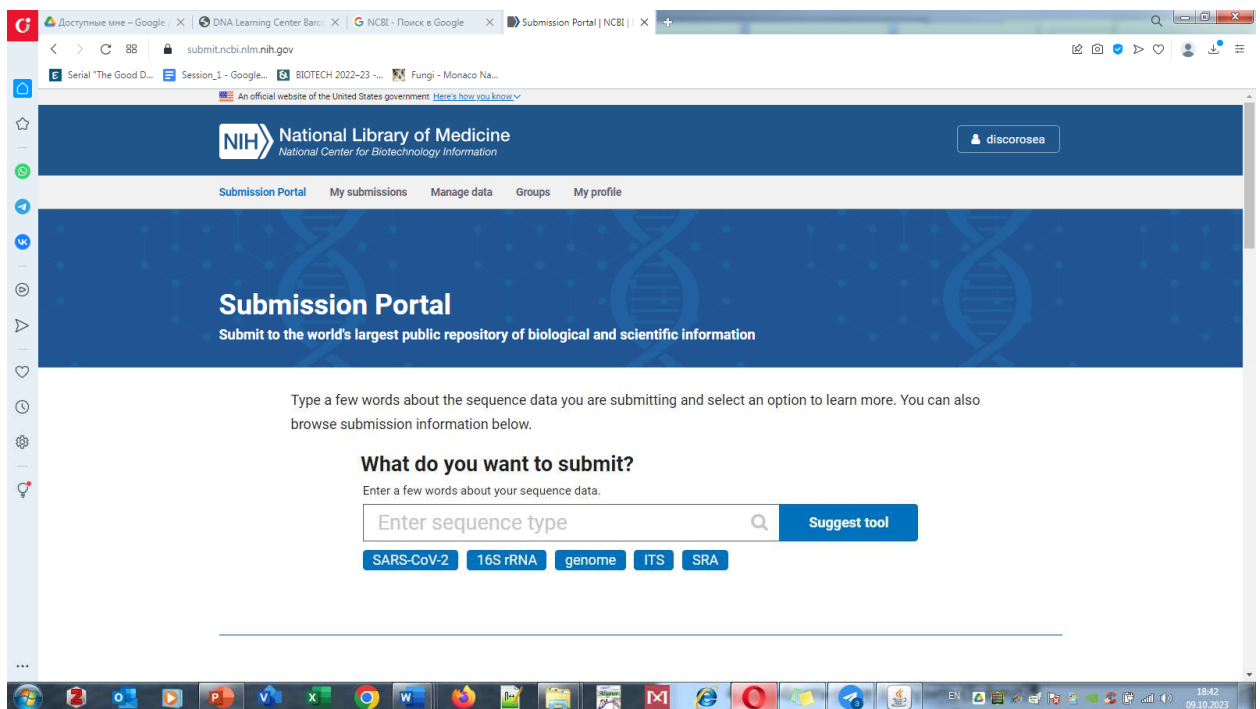 Доступные мне – Google
DNA Learning Center Barc
NCBI - Поиск в Google
Submission Portal | NCBI |
submit.ncbi.nlm.nih.gov
Serial "The Good D...
Session_1 - Google...
BIOTECH 2022–23 -...
Fungi - Monaco Na...
An official website of the United States government Here's how you know
NIH
National Library of Medicine
National Center for Biotechnology Information
discorosea
Submission Portal My submissions Manage data Groups My profile
Submission Portal
Submit to the world's largest public repository of biological and scientific information
Type a few words about the sequence data you are submitting and select an option to learn more. You can also
browse submission information below.
What do you want to submit?
Enter a few words about your sequence data.
Enter sequence type
Suggest tool
SARS-CoV-2 16S rRNA genome ITS SRA
EN
18:42
09.10.2023